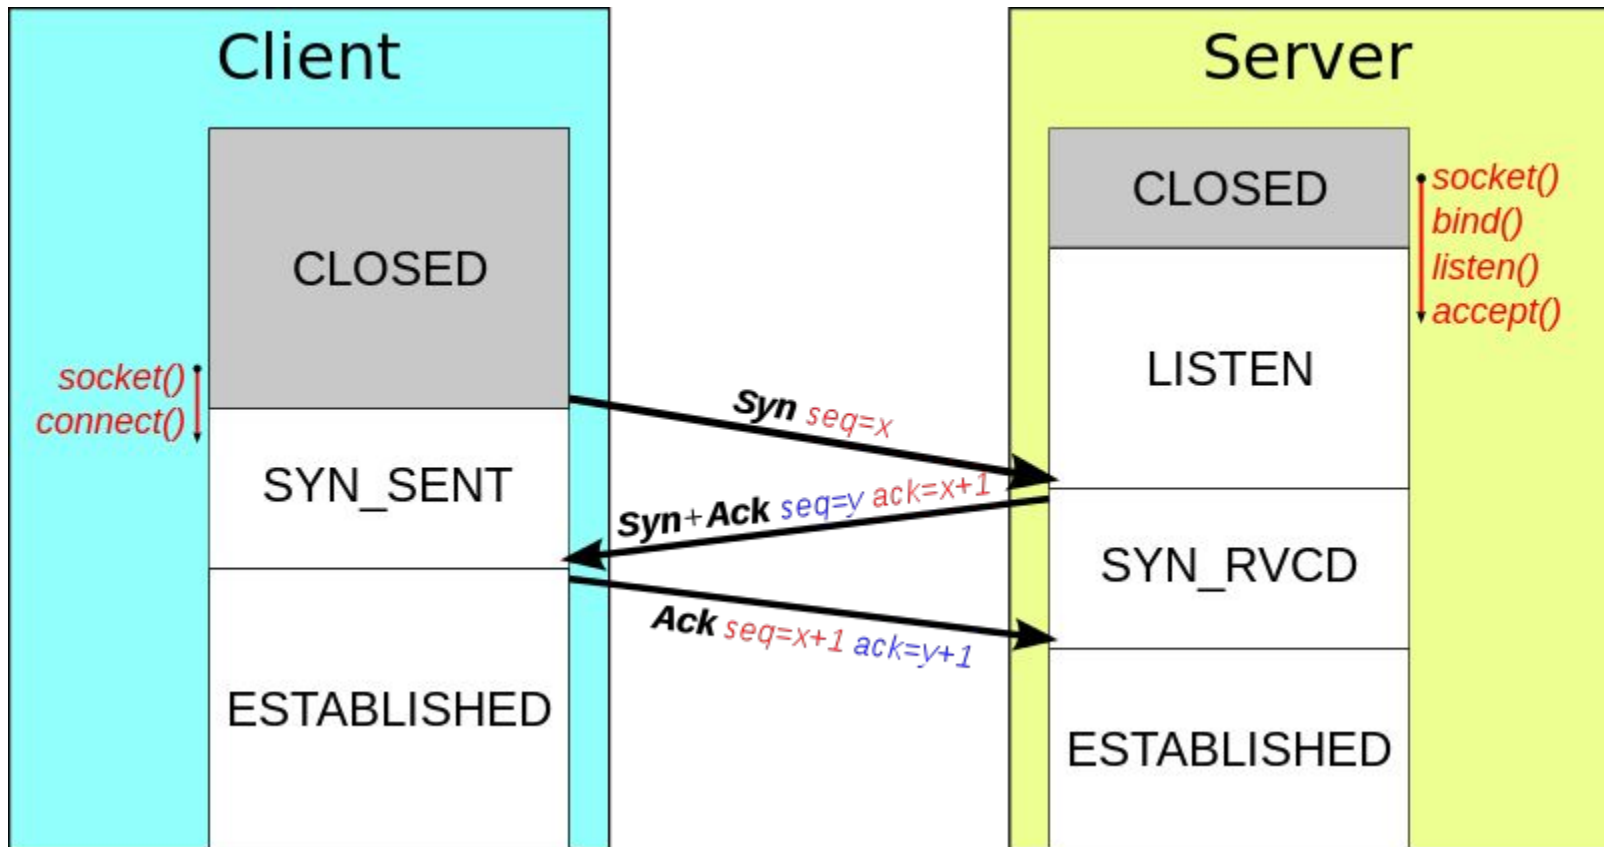 Client
Server
CLOSED
socket()
connect()
SYN_SENT
ESTABLISHED
Syn seq=x
Syn+Ack seq=y ack=x+1
Ack seq=x+1 ack=y+1
CLOSED
socket()
bind()
listen()
accept()
LISTEN
SYN_RVCD
ESTABLISHED